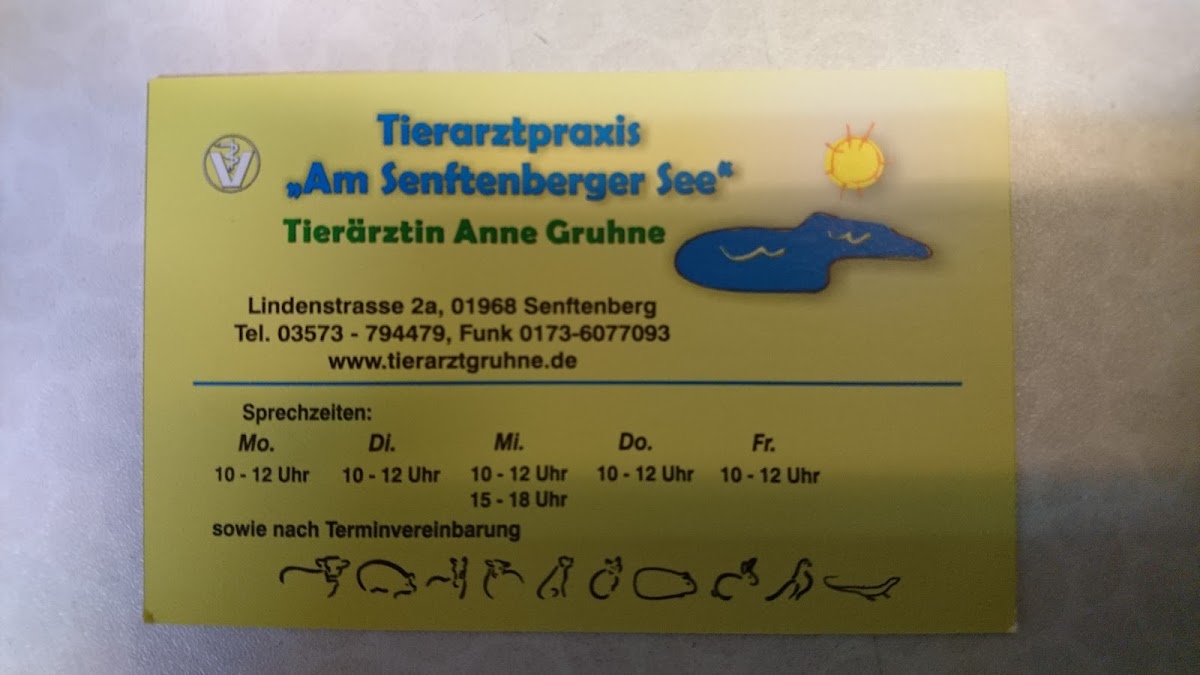 Tierarztpraxis
„Am Senftenberger See“
Tierärztin Anne Gruhne
V
Lindenstrasse 2a, 01968 Senftenberg
Tel. 03573 - 794479, Funk 0173-6077093
www.tierarztgruhne.de
Sprechzeiten:
Mo. Di. Mi. Do. Fr.
10 - 12 Uhr 10 - 12 Uhr 10 - 12 Uhr 10 - 12 Uhr 10 - 12 Uhr
15 - 18 Uhr
sowie nach Terminvereinbarung